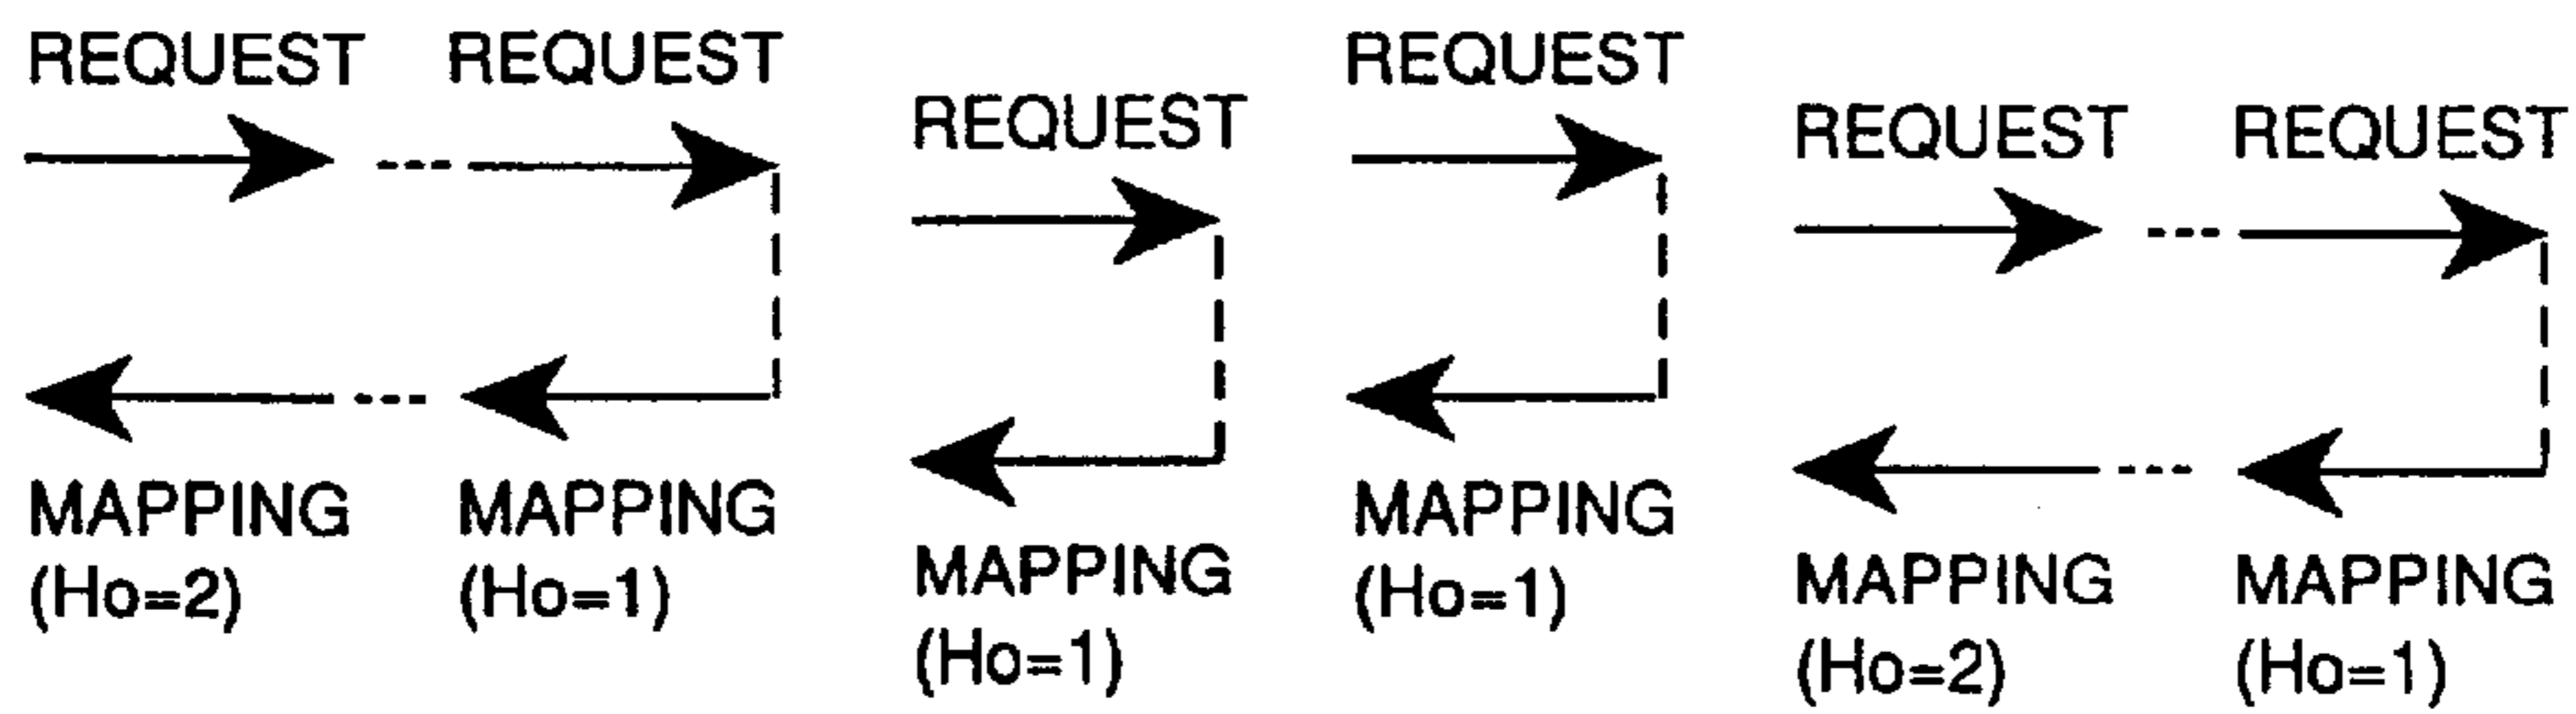 REQUEST REQUEST REQUEST REQUEST REQUEST REQUEST
MAPPING MAPPING MAPPING MAPPING MAPPING MAPPING
(Ho=2) (Ho=1) (Ho=1) (Ho=1) (Ho=2) (Ho=1)